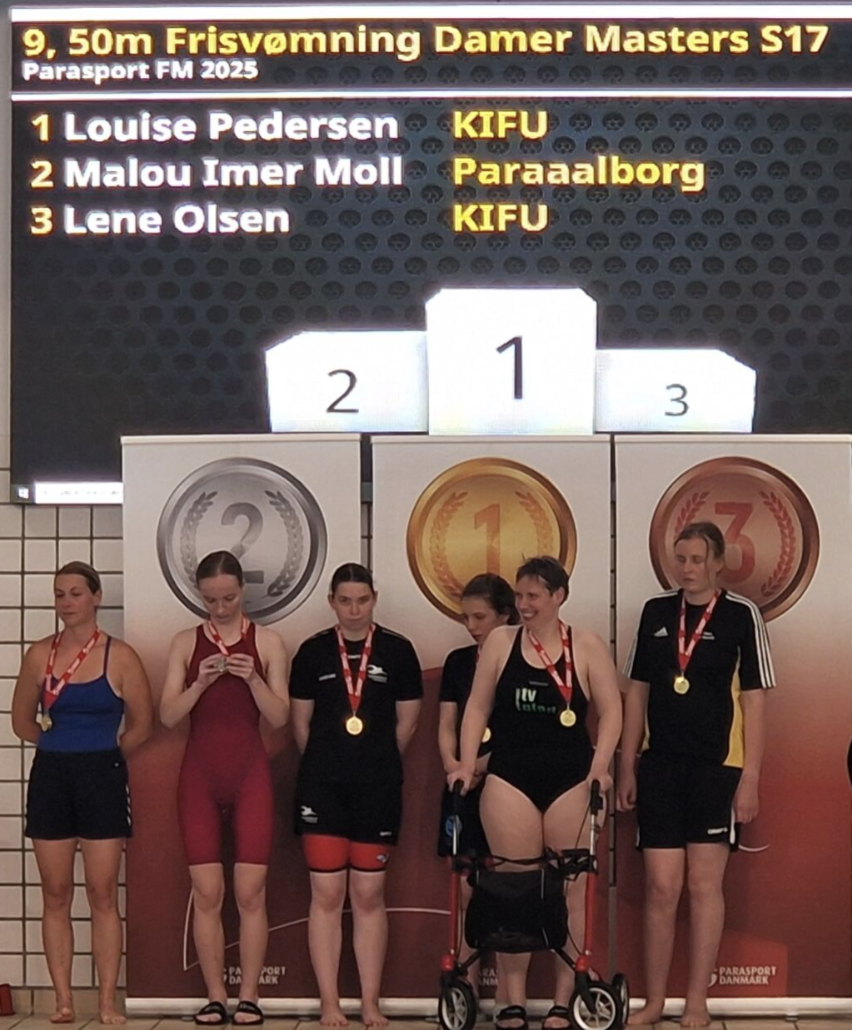 9, 50m Frisvømning Damer Masters S17
Parasport FM 2025
1 Louise Pedersen KIFU
2 Malou Imer Moll Paraaalborg
3 Lene Olsen KIFU
2
1
3
2
1
3
tv
PARASPORT
DANMARK
PARASPORT
DANMARK